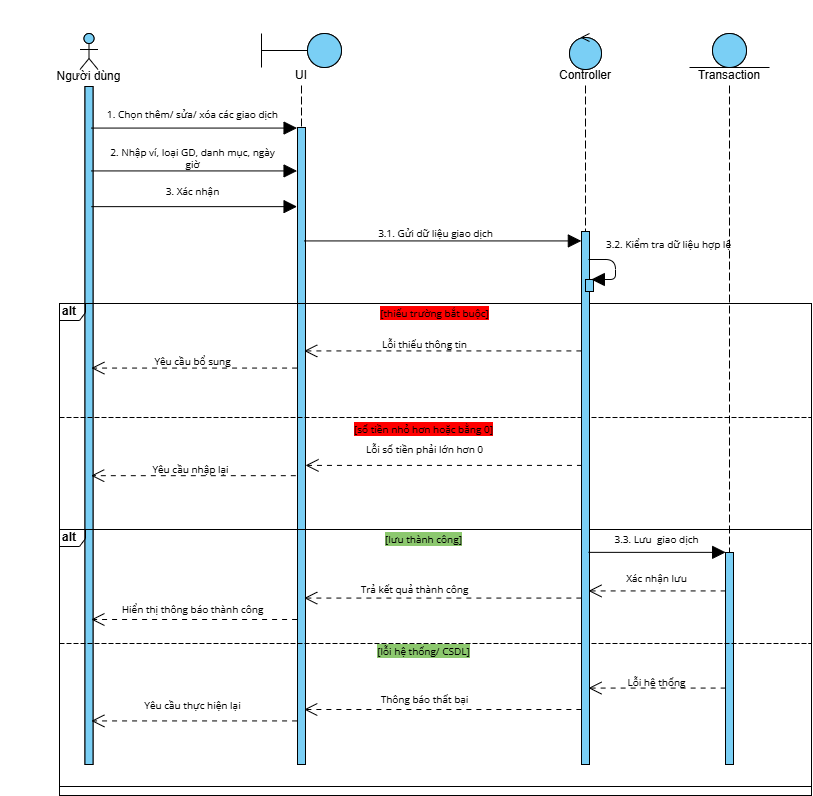 Người dùng
UI
Controller
Transaction
1. Chọn thêm/ sửa/ xóa các giao dịch
2. Nhập ví, loại GD, danh mục, ngày
giờ
3. Xác nhận
3.1. Gửi dữ liệu giao dịch
3.2. Kiểm tra dữ liệu hợp lệ
alt
[thiếu trường bắt buộc]
Lỗi thiếu thông tin
Yêu cầu bổ sung
[số tiền nhỏ hơn hoặc bằng 0]
Lỗi số tiền phải lớn hơn 0
Yêu cầu nhập lại
alt
[lưu thành công]
3.3. Lưu giao dịch
Xác nhận lưu
Trả kết quả thành công
Hiển thị thông báo thành công
[lỗi hệ thống/ CSDL]
Lỗi hệ thống
Thông báo thất bại
Yêu cầu thực hiện lại